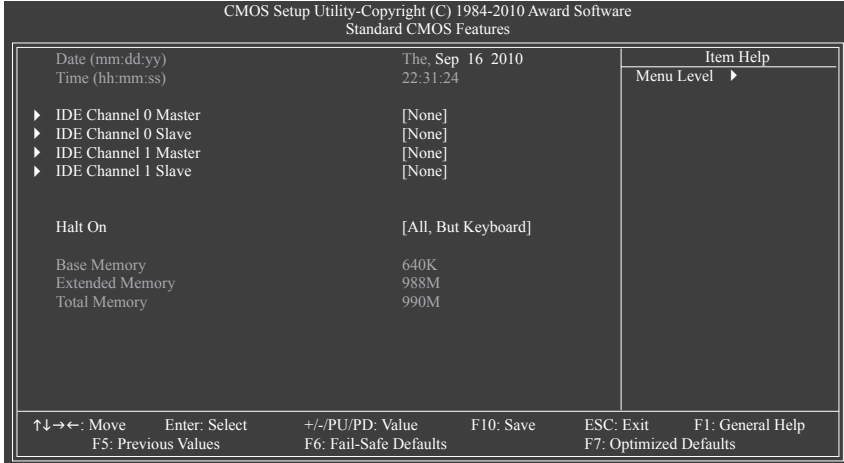 CMOS Setup Utility-Copyright (C) 1984-2010 Award Software
Standard CMOS Features
Date (mm:dd:yy) The, Sep 16 2010
Item Help
Time (hh:mm:ss) 22:31:24
Menu Level ▶
▶ IDE Channel 0 Master [None]
▶ IDE Channel 0 Slave [None]
▶ IDE Channel 1 Master [None]
▶ IDE Channel 1 Slave [None]
Halt On [All, But Keyboard]
Base Memory 640K
Extended Memory 988M
Total Memory 990M
↑↓→←: Move Enter: Select +/-/PU/PD: Value F10: Save ESC: Exit F1: General Help
F5: Previous Values F6: Fail-Safe Defaults F7: Optimized Defaults